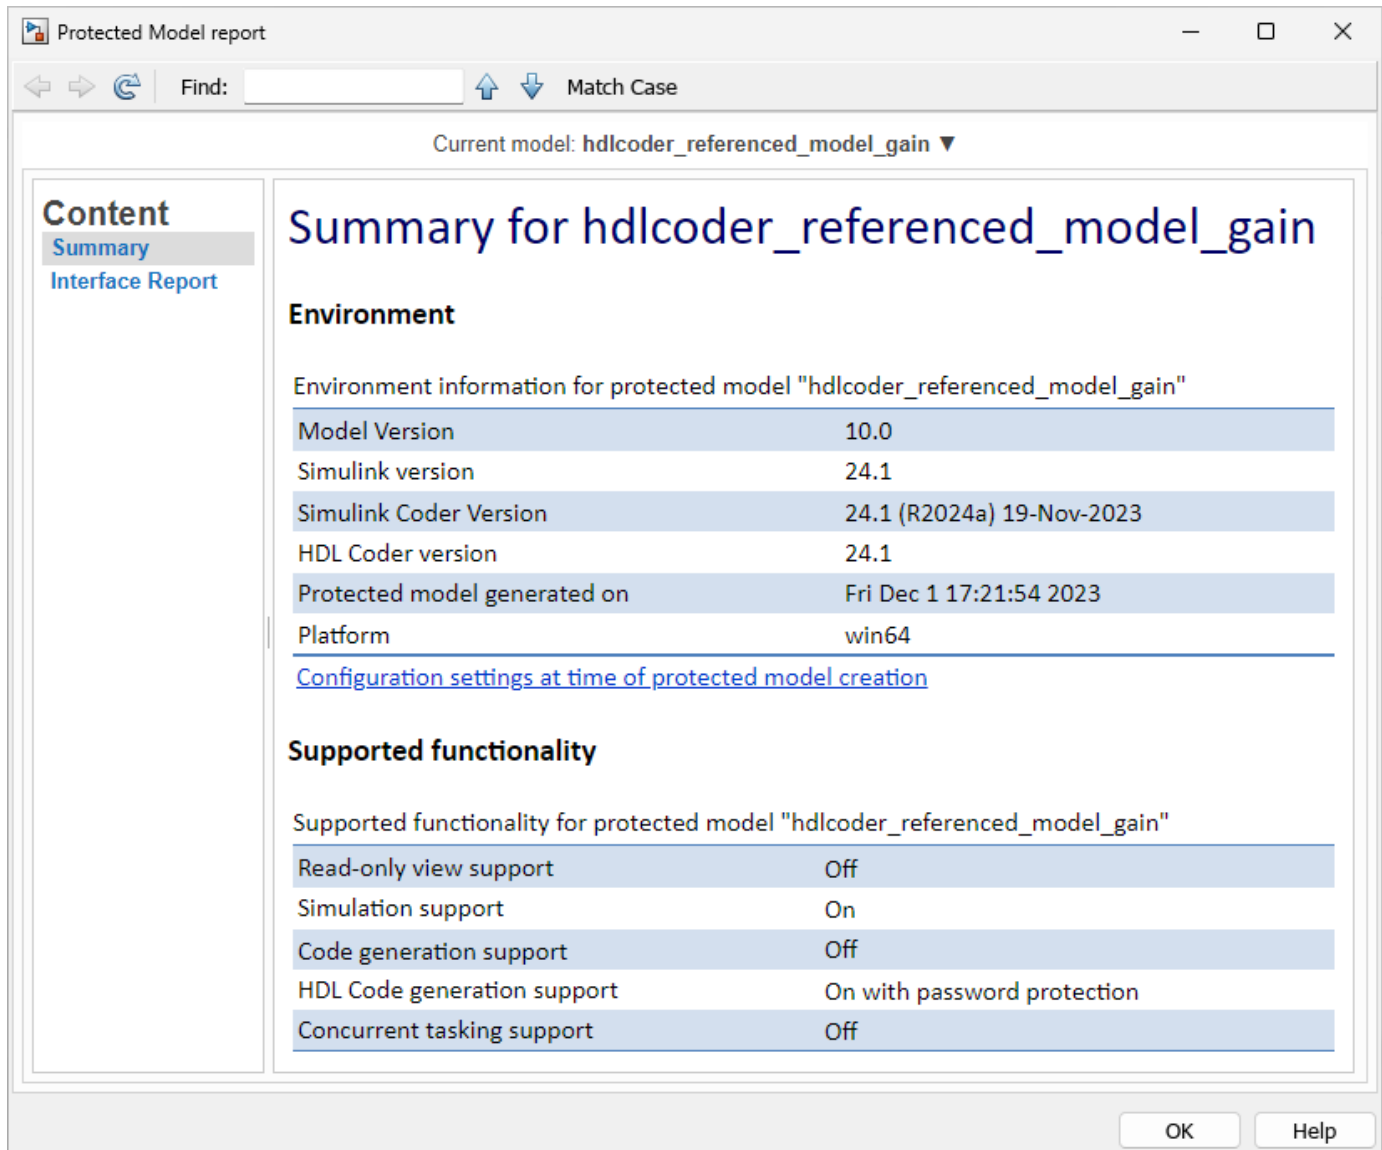 Protected Model report
Find:
Match Case
Current model: hdlcoder_referenced_model_gain ▼
Content
Summary
Interface Report
Summary for hdlcoder_referenced_model_gain
Environment
Environment information for protected model "hdlcoder_referenced_model_gain"
Model Version 10.0
Simulink version 24.1
Simulink Coder Version 24.1 (R2024a) 19-Nov-2023
HDL Coder version 24.1
Protected model generated on Fri Dec 1 17:21:54 2023
Platform win64
Configuration settings at time of protected model creation
Supported functionality
Supported functionality for protected model "hdlcoder_referenced_model_gain"
Read-only view support Off
Simulation support On
Code generation support Off
HDL Code generation support On with password protection
Concurrent tasking support Off
OK Help